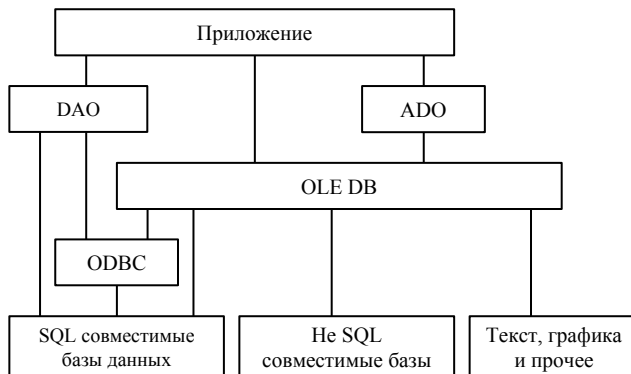 Приложение
DAO
ADO
OLE DB
ODBC
SQL совместимые
базы данных
Не SQL
совместимые базы
Текст, графика
и прочее